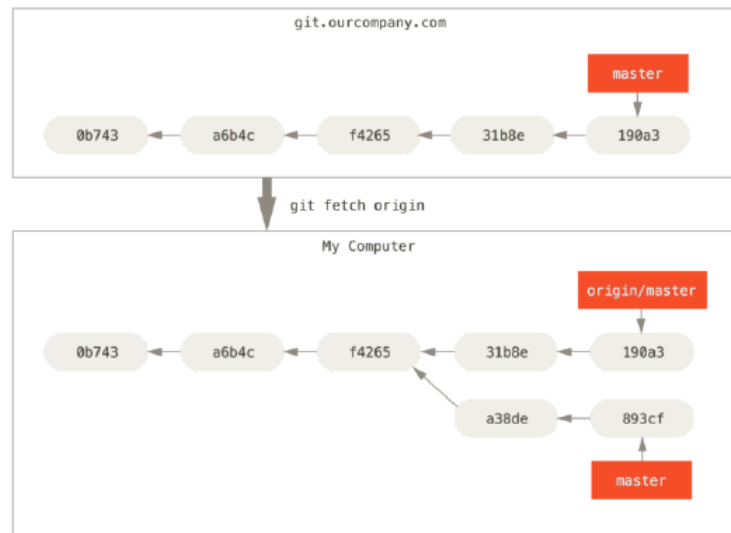 git.ourcompany.com
master
0b743 a6b4c f4265 31b8e 190a3
git fetch origin
My Computer
origin/master
0b743 a6b4c f4265 31b8e 190a3
a38de 893cf
master